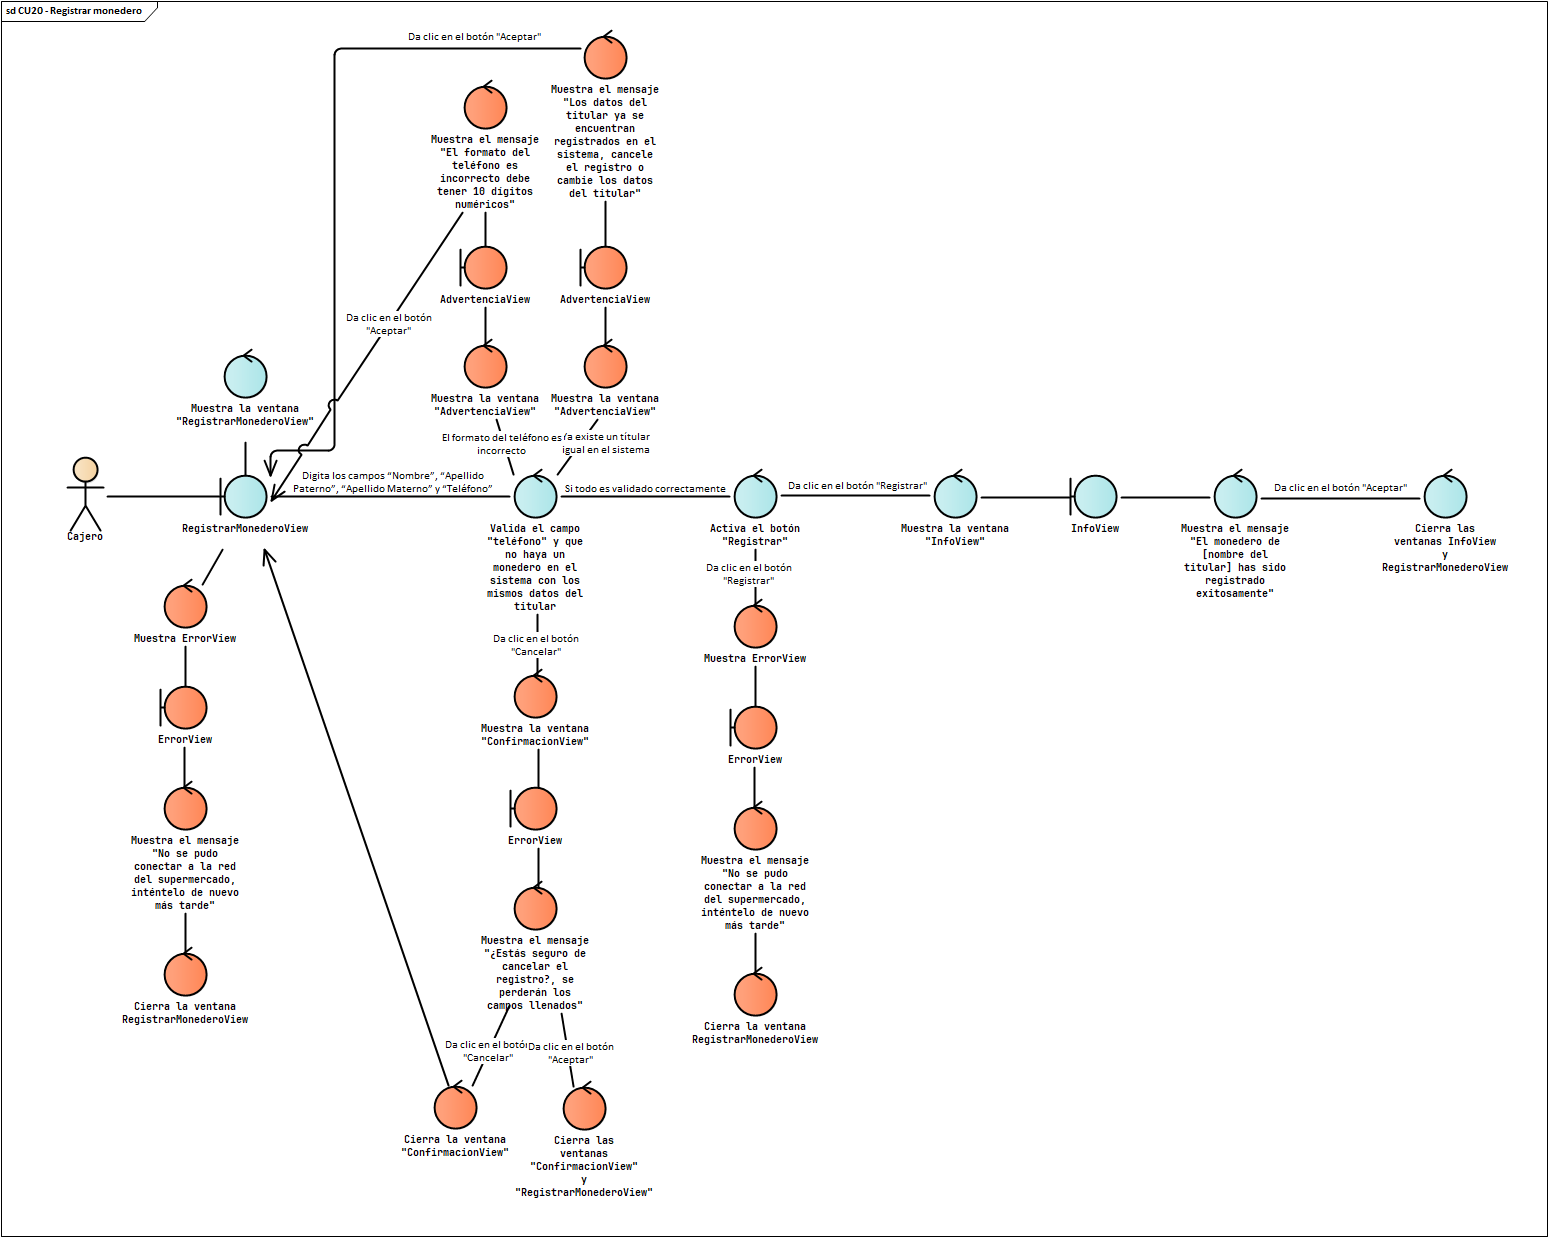 sd CU20 - Registrar monedero
Da clic en el botón "Aceptar"
Muestra el mensaje
"Los datos del
titular ya se
encuentran
registrados en el
sistema, cancele
el registro o
cambie los datos
del titular"
Muestra el mensaje
"El formato del
teléfono es
incorrecto debe
tener 10 dígitos
numéricos"
AdvertenciaView
AdvertenciaView
Da clic en el botón
"Aceptar"
Muestra la ventana
"AdvertenciaView"
Muestra la ventana
"AdvertenciaView"
Muestra la ventana
"RegistrarMonederoView"
El formato del teléfono es
incorrecto
Ya existe un títular
igual en el sistema
Cajero
RegistrarMonederoView
Digita los campos “Nombre”, “Apellido
Paterno”, “Apellido Materno” y “Teléfono”
Valida el campo
"teléfono" y que
no haya un
monedero en el
sistema con los
mismos datos del
titular
Si todo es validado correctamente
Activa el botón
"Registrar"
Da clic en el botón "Registrar"
Muestra la ventana
"InfoView"
InfoView
Muestra el mensaje
"El monedero de
[nombre del
titular] has sido
registrado
exitosamente"
Da clic en el botón "Aceptar"
Cierra las
ventanas InfoView
y
RegistrarMonederoView
Muestra ErrorView
ErrorView
Muestra el mensaje
"No se pudo
conectar a la red
del supermercado,
inténtelo de nuevo
más tarde"
Cierra la ventana
RegistrarMonederoView
Da clic en el botón
"Cancelar"
Muestra la ventana
"ConfirmacionView"
ErrorView
Muestra el mensaje
"¿Estás seguro de
cancelar el
registro?, se
perderán los
campos llenados"
Da clic en el botón
"Cancelar"
Da clic en el botón
"Aceptar"
Cierra la ventana
"ConfirmacionView"
Cierra las
ventanas
"ConfirmacionView"
y
"RegistrarMonederoView"
Da clic en el botón
"Registrar"
Muestra ErrorView
ErrorView
Muestra el mensaje
"No se pudo
conectar a la red
del supermercado,
inténtelo de nuevo
más tarde"
Cierra la ventana
RegistrarMonederoView